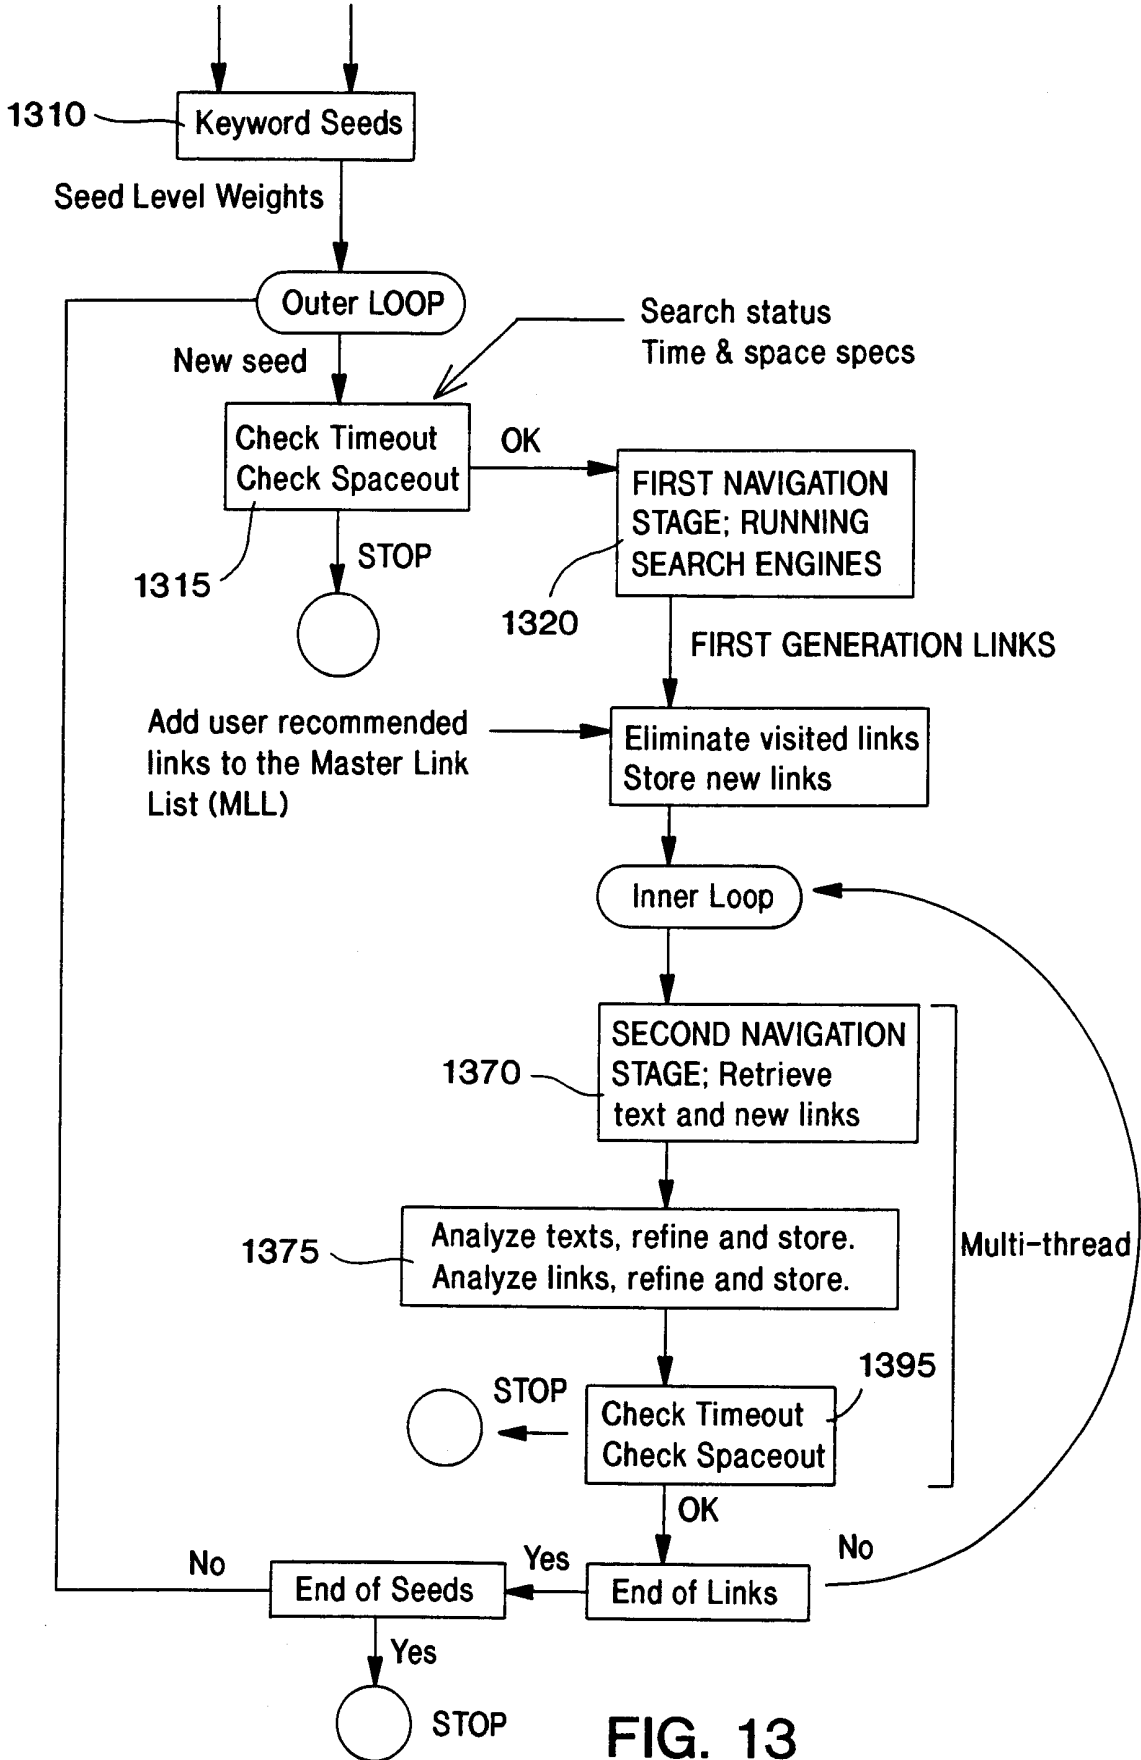 1310
Keyword Seeds
Seed Level Weights
Outer LOOP
Search status
Time & space specs
New seed
Check Timeout
Check Spaceout
OK
FIRST NAVIGATION
STAGE; RUNNING
SEARCH ENGINES
STOP
1315
1320
FIRST GENERATION LINKS
Add user recommended
links to the Master Link
List (MLL)
Eliminate visited links
Store new links
Inner Loop
SECOND NAVIGATION
STAGE; Retrieve
text and new links
1370
1375
Analyze texts, refine and store.
Analyze links, refine and store.
Multi-thread
1395
STOP
Check Timeout
Check Spaceout
OK
No
Yes
No
End of Seeds
End of Links
Yes
STOP
FIG. 13